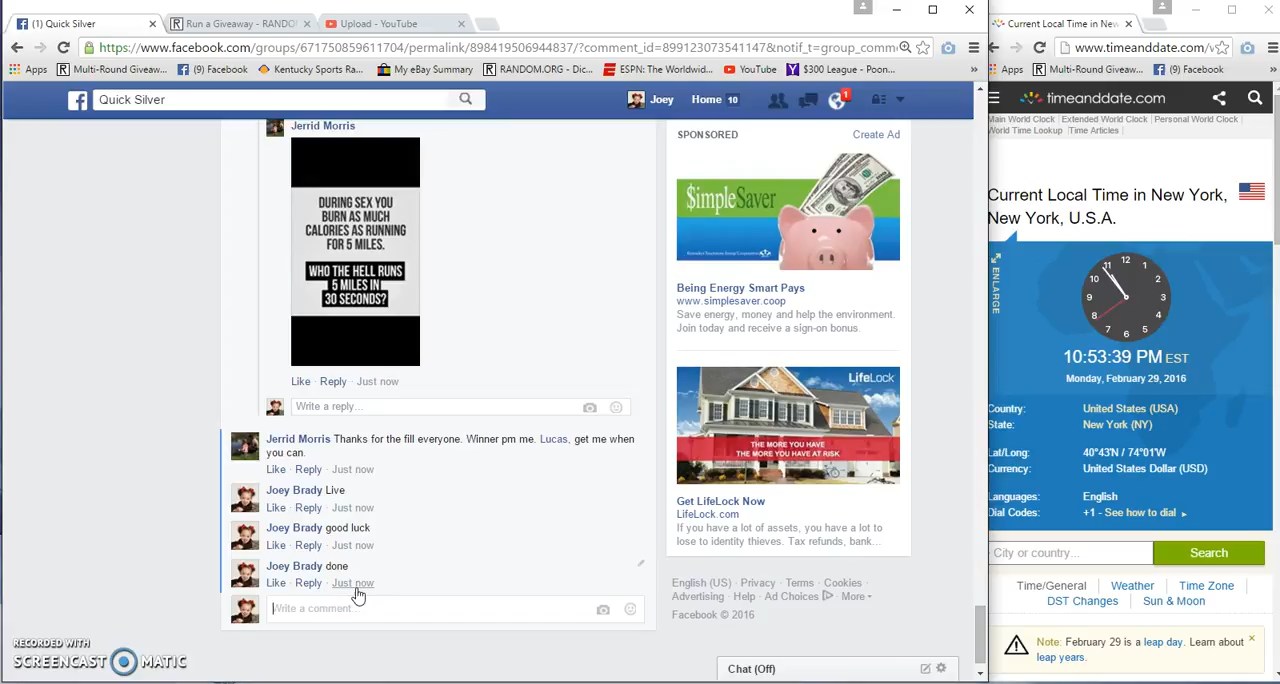 (1) Quick Silver
Run a Giveaway - RANDO
Upload - YouTube
Current Local Time in New
https://www.facebook.com/groups/671750859611704/permalink/898419506944837/?comment_id=899123073541147&notif_t=group_comm
www.timeanddate.com/v
Apps Multi-Round Giveaw... (9) Facebook Kentucky Sports Ra... My eBay Summary RANDOM.ORG - Dic... ESPN: The Worldwid... YouTube $300 League - Poon... »
Apps Multi-Round Giveaw... (9) Facebook »
Quick Silver
Joey Home 10
1
timeanddate.com
Main World Clock Extended World Clock Personal World Clock
World Time Lookup Time Articles
Jerrid Morris
DURING SEX YOU
BURN AS MUCH
CALORIES AS RUNNING
FOR 5 MILES.
WHO THE HELL RUNS
5 MILES IN
30 SECONDS?
Like · Reply · Just now
Write a reply...
Jerrid Morris Thanks for the fill everyone. Winner pm me. Lucas, get me when
you can.
Like · Reply · Just now
Joey Brady Live
Like · Reply · Just now
Joey Brady good luck
Like · Reply · Just now
Joey Brady done
Like · Reply · Just now
Write a comment...
RECORDED WITH
SCREENCAST MATIC
SPONSORED Create Ad
$impleSaver
Being Energy Smart Pays
www.simplesaver.coop
Save energy, money and help the environment.
Join today and receive a sign-on bonus.
LifeLock
THE MORE YOU HAVE
THE MORE YOU HAVE AT RISK
Get LifeLock Now
LifeLock.com
If you have a lot of assets, you have a lot to
lose to identity thieves. Tax refunds, bank...
English (US) · Privacy · Terms · Cookies ·
Advertising · Help · Ad Choices · More
Facebook © 2016
Chat (Off)
Current Local Time in New York,
New York, U.S.A.
ENLARGE
12
1
2
3
4
5
6
7
8
9
10
11
10:53:39 PM EST
Monday, February 29, 2016
Country: United States (USA)
State: New York (NY)
Lat/Long: 40°43'N / 74°01'W
Currency: United States Dollar (USD)
Languages: English
Dial Codes: +1 - See how to dial
City or country... Search
Time/General Weather Time Zone
DST Changes Sun & Moon
Note: February 29 is a leap day. Learn about
leap years.